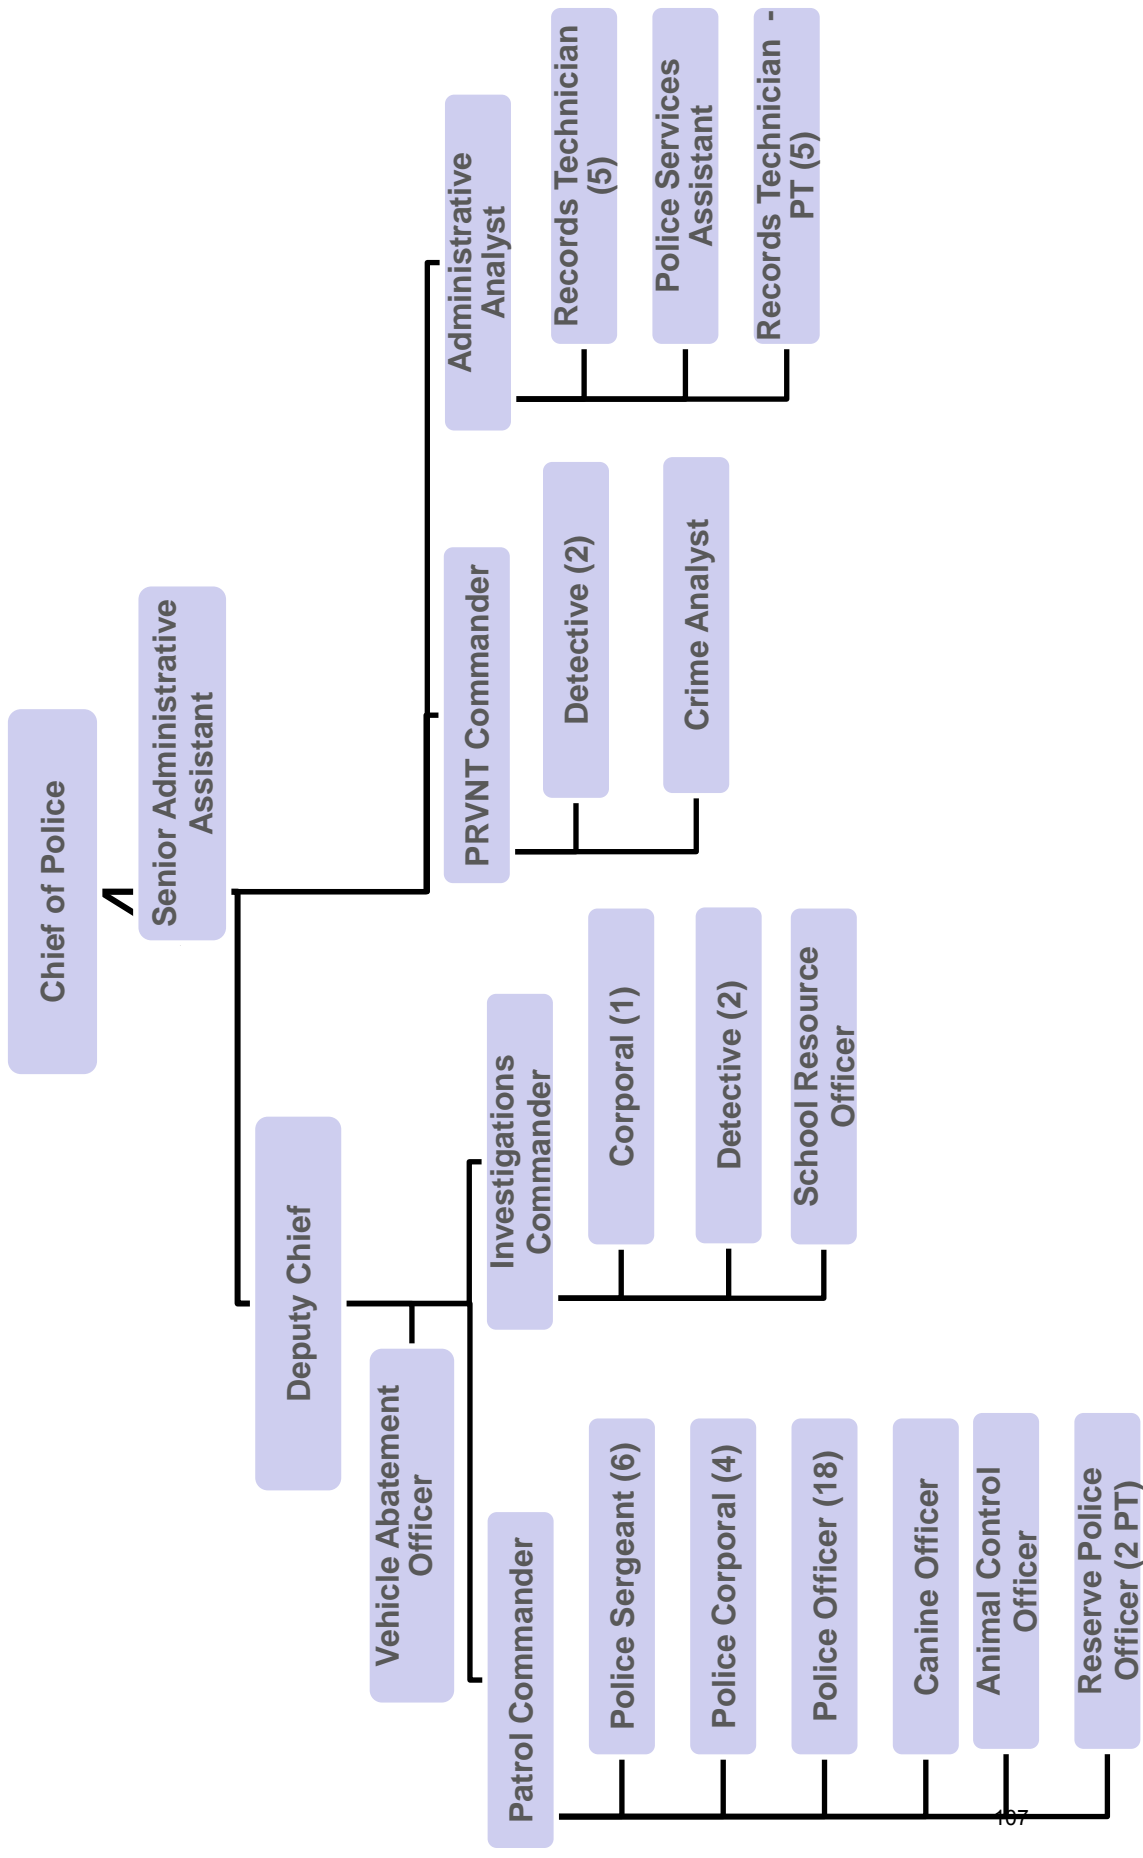 Chief of Police
Senior Administrative
Assistant
Deputy Chief
Vehicle Abatement
Officer
Patrol Commander
Police Sergeant (6)
Police Corporal (4)
Police Officer (18)
Canine Officer
Animal Control
Officer
Reserve Police
Officer (2 PT)
Investigations
Commander
Corporal (1)
Detective (2)
School Resource
Officer
PRVNT Commander
Detective (2)
Crime Analyst
Administrative
Analyst
Records Technician
(5)
Police Services
Assistant
Records Technician -
PT (5)
107